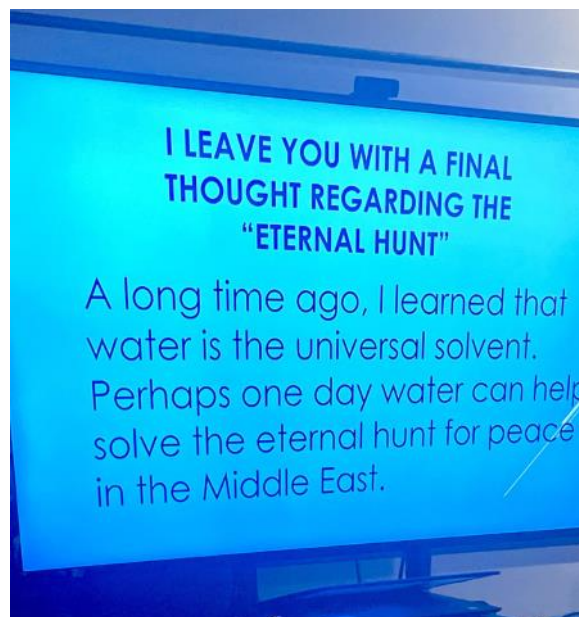 I LEAVE YOU WITH A FINAL
THOUGHT REGARDING THE
“ETERNAL HUNT”
A long time ago, I learned that
water is the universal solvent.
Perhaps one day water can help
solve the eternal hunt for peace
in the Middle East.